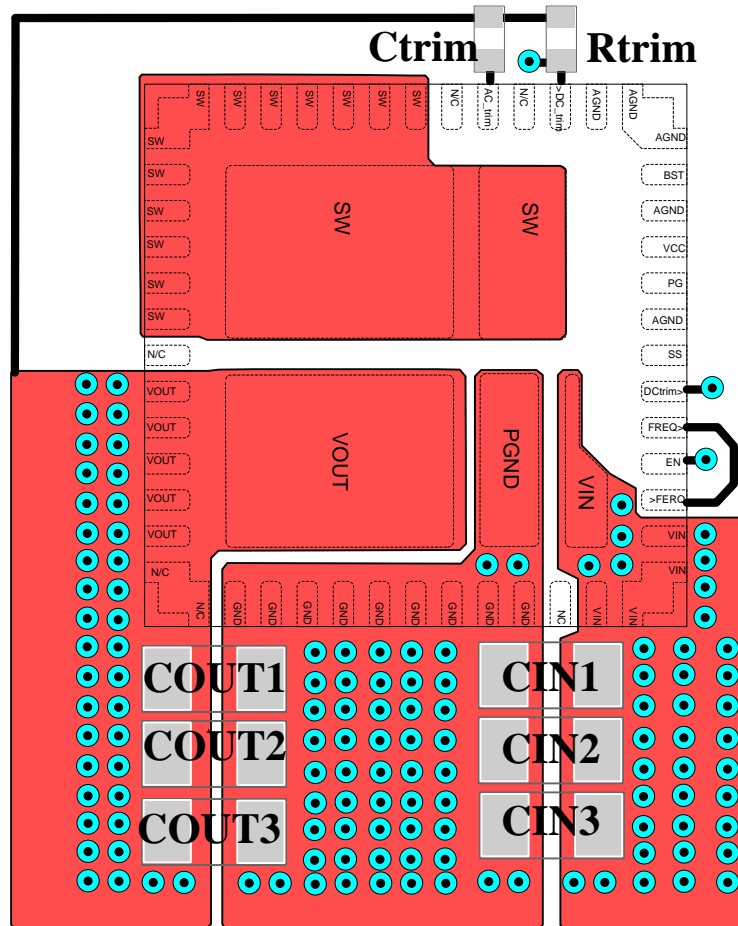 Ctrim Rtrim
SW SW SW SW SW SW SW N/C AC_trim N/C >DC_trim AGND AGND
SW AGND
SW BST
SW AGND
SW VCC
SW PG
SW AGND
N/C SS
SW SW
VOUT DCtrim>
VOUT FREQ>
VOUT EN
VOUT >FERQ
VOUT VIN
N/C VIN
VOUT PGND VIN
N/C GND GND GND GND GND GND GND GND GND NC VIN VIN
COUT1 CIN1
COUT2 CIN2
COUT3 CIN3